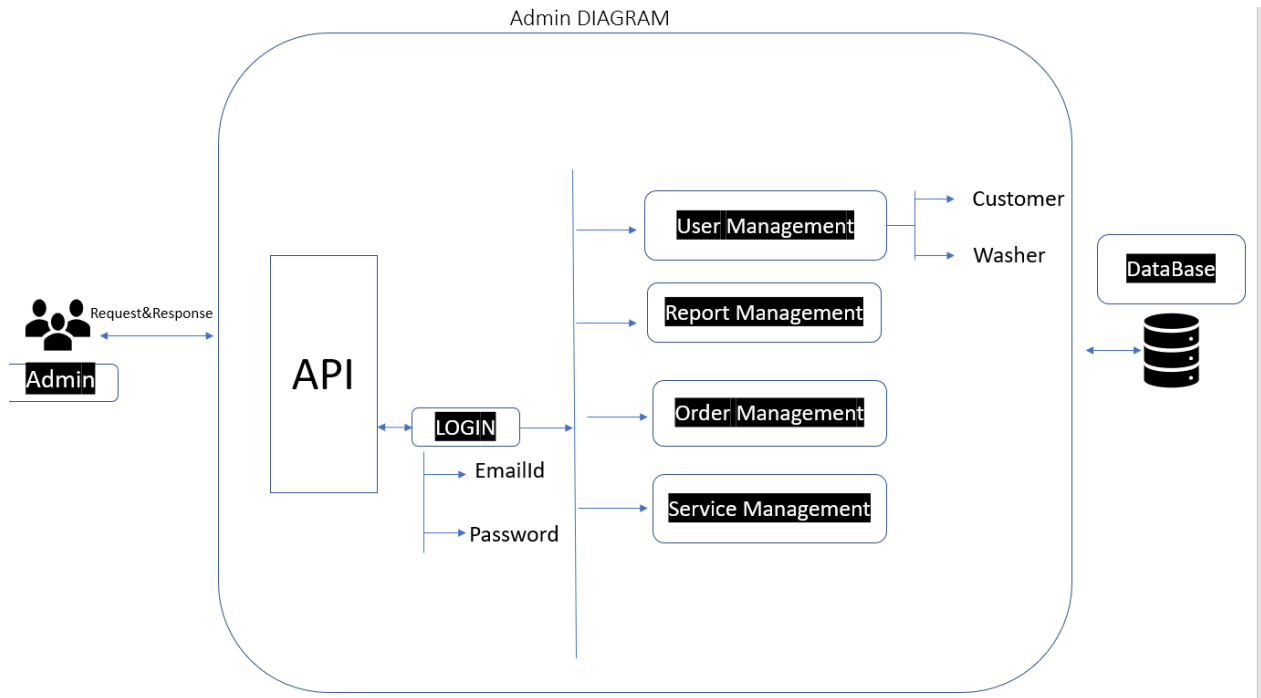 Admin DIAGRAM
Request&Response
Admin
API
LOGIN
EmailId
Password
User Management
Customer
Washer
Report Management
Order Management
Service Management
DataBase